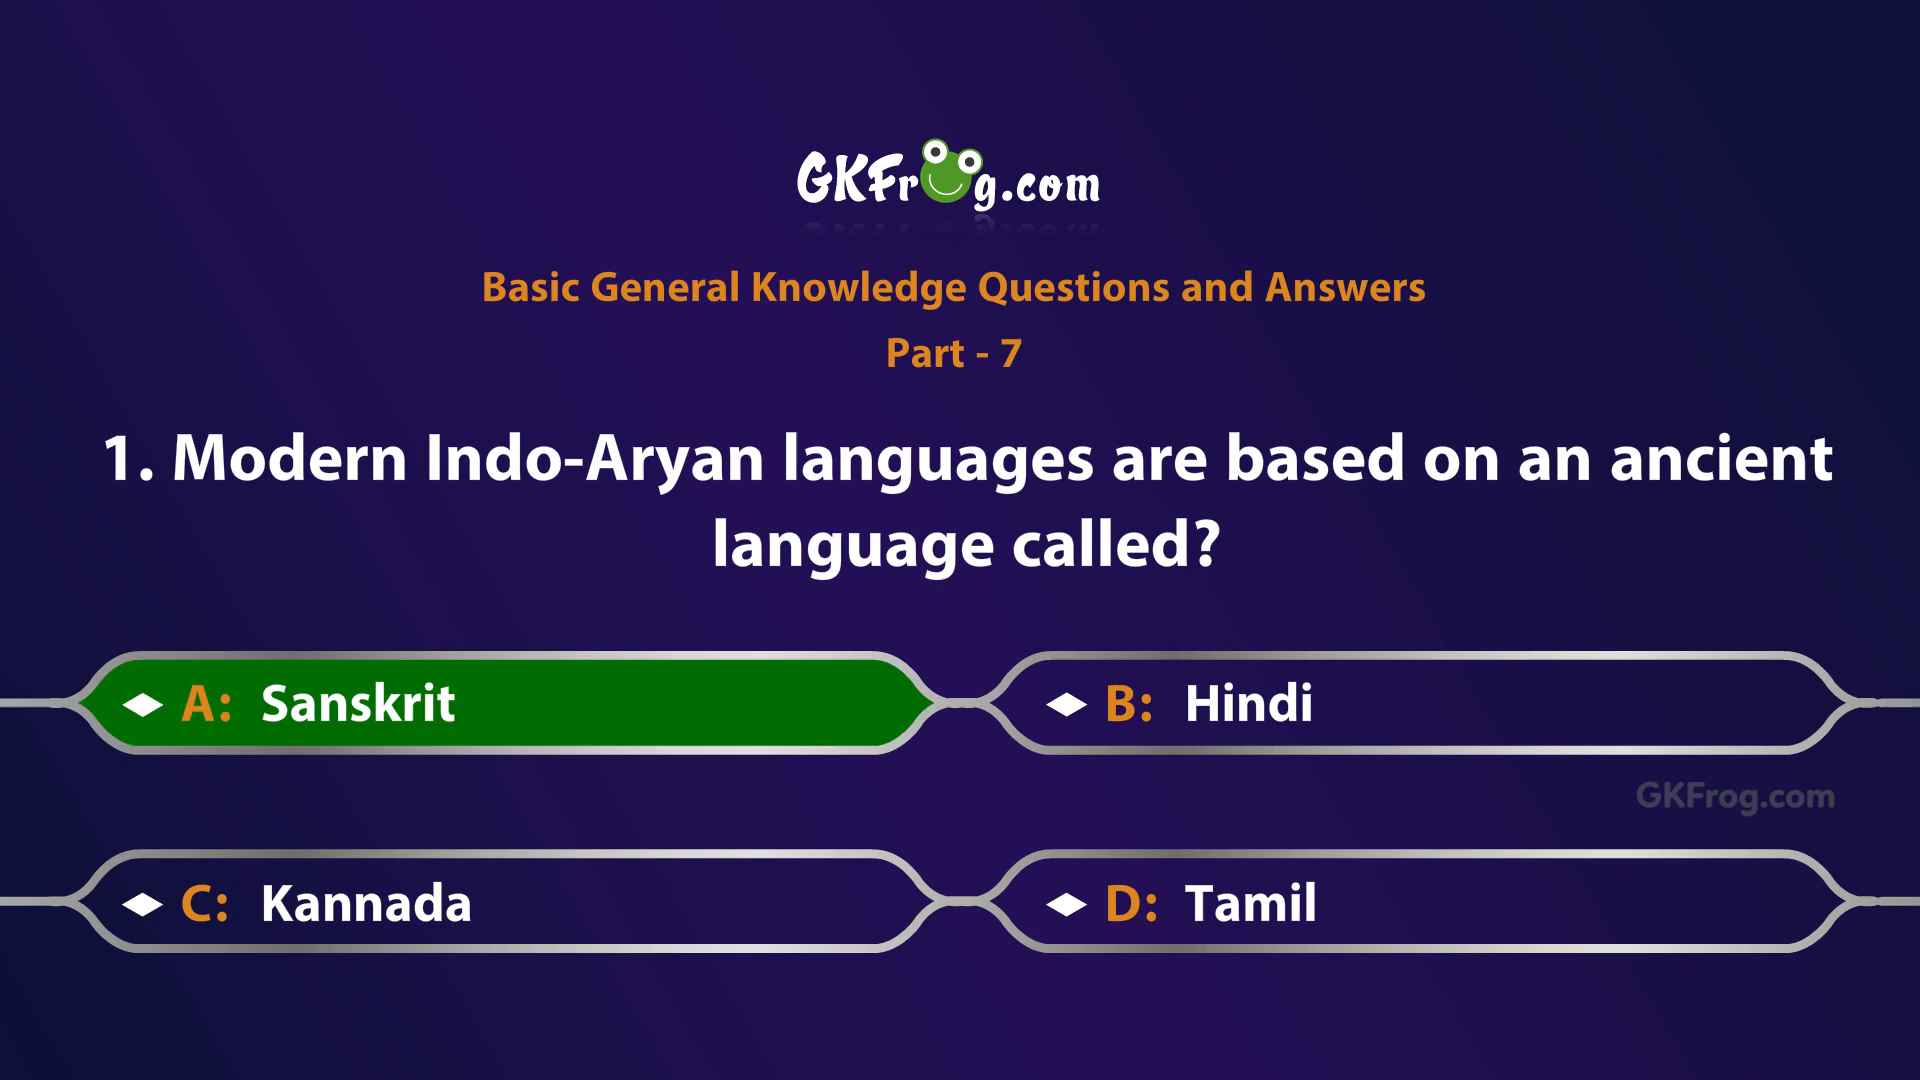 GKFrog.com
Basic General Knowledge Questions and Answers
Part - 7
1. Modern Indo-Aryan languages are based on an ancient
language called?
A: Sanskrit
B: Hindi
GKFrog.com
C: Kannada
D: Tamil